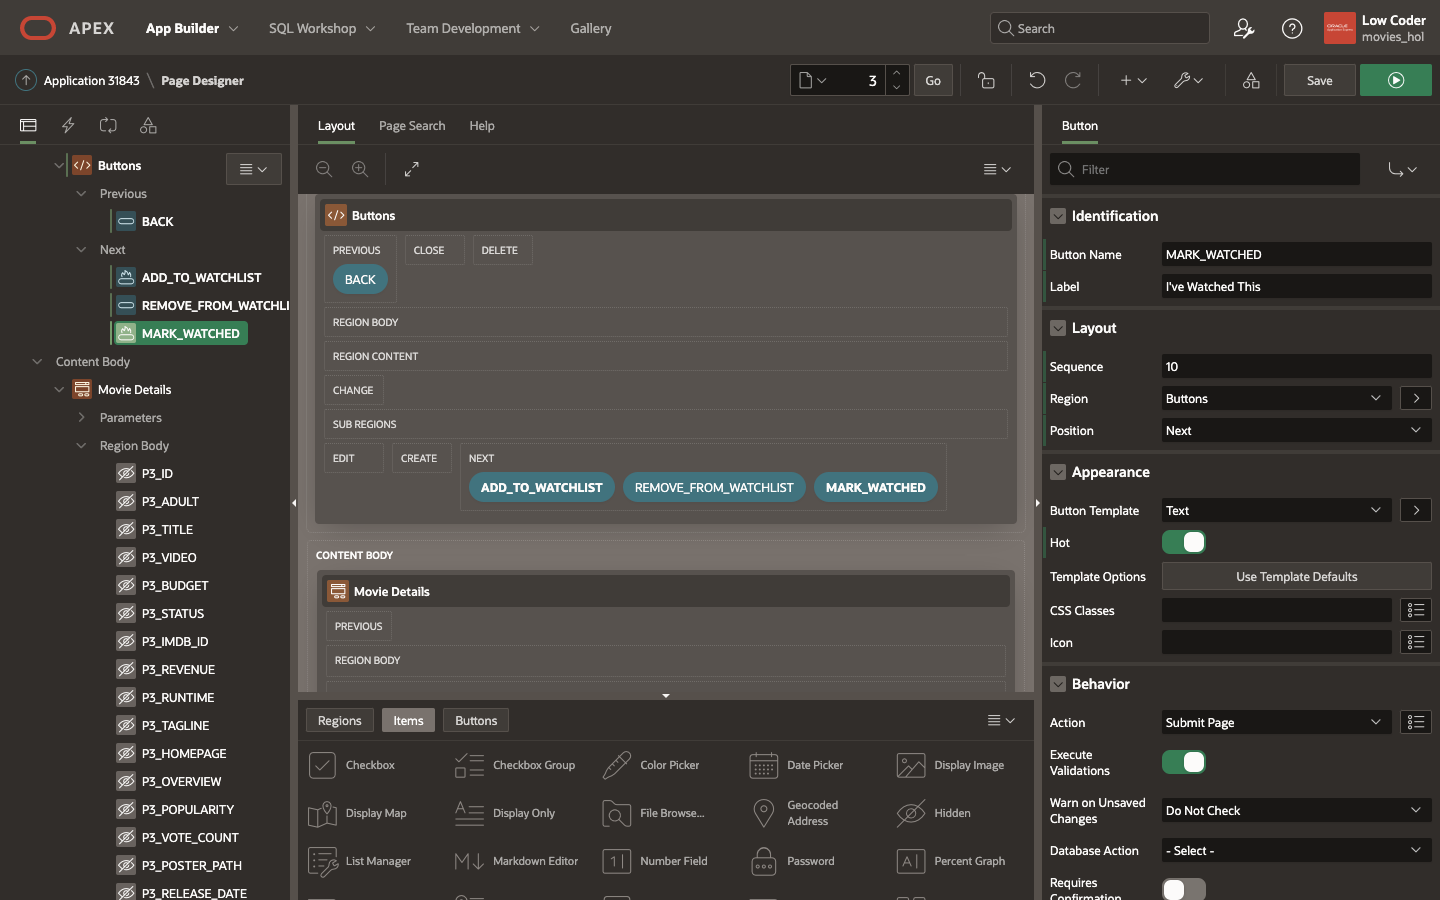 APEX
App Builder
SQL Workshop
Team Development
Gallery
Search
Low Coder
movies_hol
Application 31843 \ Page Designer
3
Go
Save
Buttons
Previous
BACK
Next
ADD_TO_WATCHLIST
REMOVE_FROM_WATCHLI
MARK_WATCHED
Content Body
Movie Details
Parameters
Region Body
P3_ID
P3_ADULT
P3_TITLE
P3_VIDEO
P3_BUDGET
P3_STATUS
P3_IMDB_ID
P3_REVENUE
P3_RUNTIME
P3_TAGLINE
P3_HOMEPAGE
P3_OVERVIEW
P3_POPULARITY
P3_VOTE_COUNT
P3_POSTER_PATH
P3_RELEASE_DATE
Layout
Page Search
Help
Buttons
PREVIOUS
CLOSE
DELETE
BACK
REGION BODY
REGION CONTENT
CHANGE
SUB REGIONS
EDIT
CREATE
NEXT
ADD_TO_WATCHLIST
REMOVE_FROM_WATCHLIST
MARK_WATCHED
CONTENT BODY
Movie Details
PREVIOUS
REGION BODY
Regions
Items
Buttons
Checkbox
Checkbox Group
Color Picker
Date Picker
Display Image
Display Map
Display Only
File Browse...
Geocoded
Address
Hidden
List Manager
Markdown Editor
Number Field
Password
Percent Graph
Button
Filter
Identification
Button Name
MARK_WATCHED
Label
I've Watched This
Layout
Sequence
10
Region
Buttons
Position
Next
Appearance
Button Template
Text
Hot
Template Options
Use Template Defaults
CSS Classes
Icon
Behavior
Action
Submit Page
Execute
Validations
Warn on Unsaved
Changes
Do Not Check
Database Action
- Select -
Requires
Confirmation